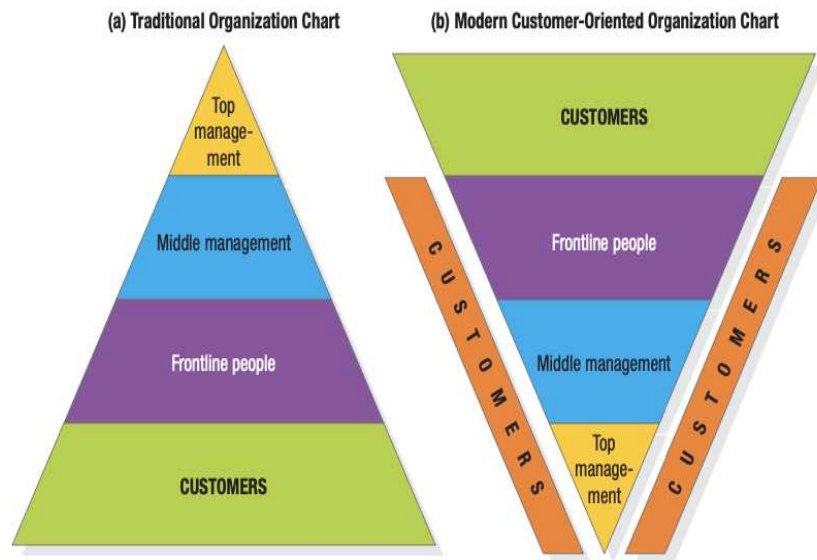 (a) Traditional Organization Chart
Top
manage-
ment
Middle management
Frontline people
CUSTOMERS
(b) Modern Customer-Oriented Organization Chart
CUSTOMERS
Frontline people
Middle management
Top
manage-
ment
CUSTOMERS
CUSTOMERS